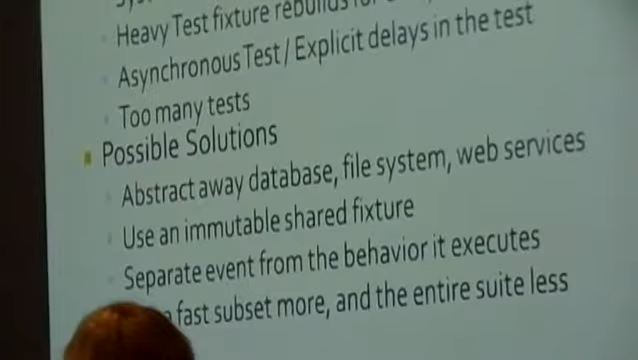 Heavy Test fixture rebuilds for
Asynchronous Test / Explicit delays in the test
Too many tests
Possible Solutions
Abstract away database, file system, web services
Use an immutable shared fixture
Separate event from the behavior it executes
fast subset more, and the entire suite less